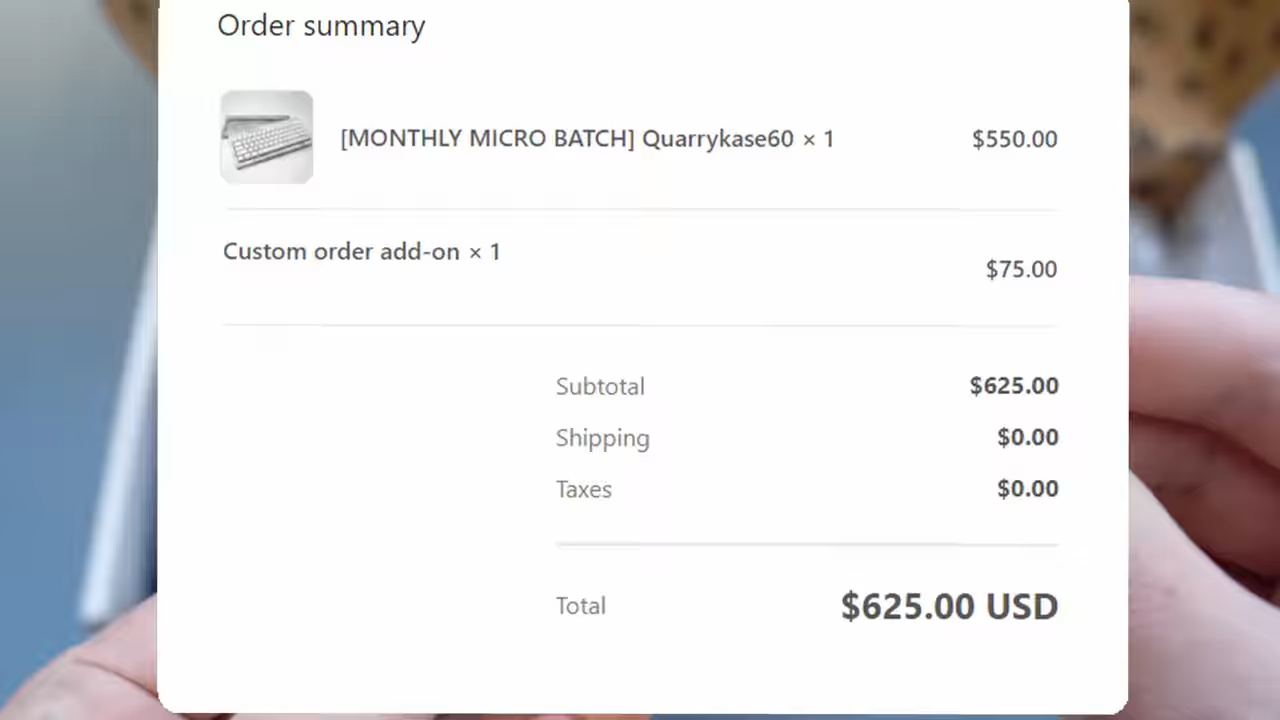 Order summary
[MONTHLY MICRO BATCH] Quarrykase60 × 1 $550.00
Custom order add-on × 1
$75.00
Subtotal $625.00
Shipping $0.00
Taxes $0.00
Total $625.00 USD